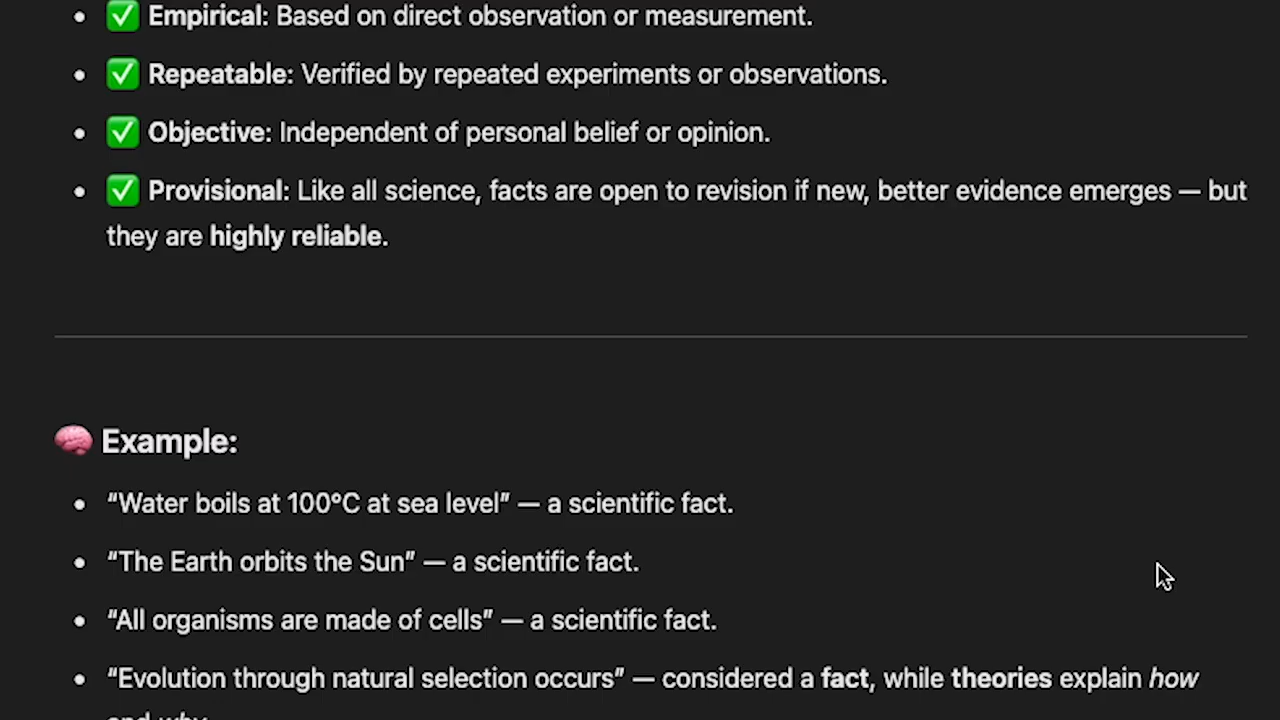 • ✅ Empirical: Based on direct observation or measurement.
• ✅ Repeatable: Verified by repeated experiments or observations.
• ✅ Objective: Independent of personal belief or opinion.
• ✅ Provisional: Like all science, facts are open to revision if new, better evidence emerges — but
they are highly reliable.
🧠 Example:
• “Water boils at 100°C at sea level” — a scientific fact.
• “The Earth orbits the Sun” — a scientific fact.
• “All organisms are made of cells” — a scientific fact.
• “Evolution through natural selection occurs” — considered a fact, while theories explain how
and why.